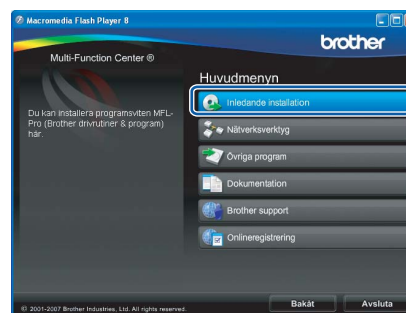 Macromedia Flash Player 8
brother
Multi-Function Center ®
Huvudmenyn
Du kan installera programsviten MFL-
Pro (Brother drivrutiner & program)
här.
Inledande installation
Nätverksverktyg
Övriga program
Dokumentation
Brother support
Onlineregistrering
© 2001-2007 Brother Industries, Ltd. All rights reserved.
Bakåt
Avsluta